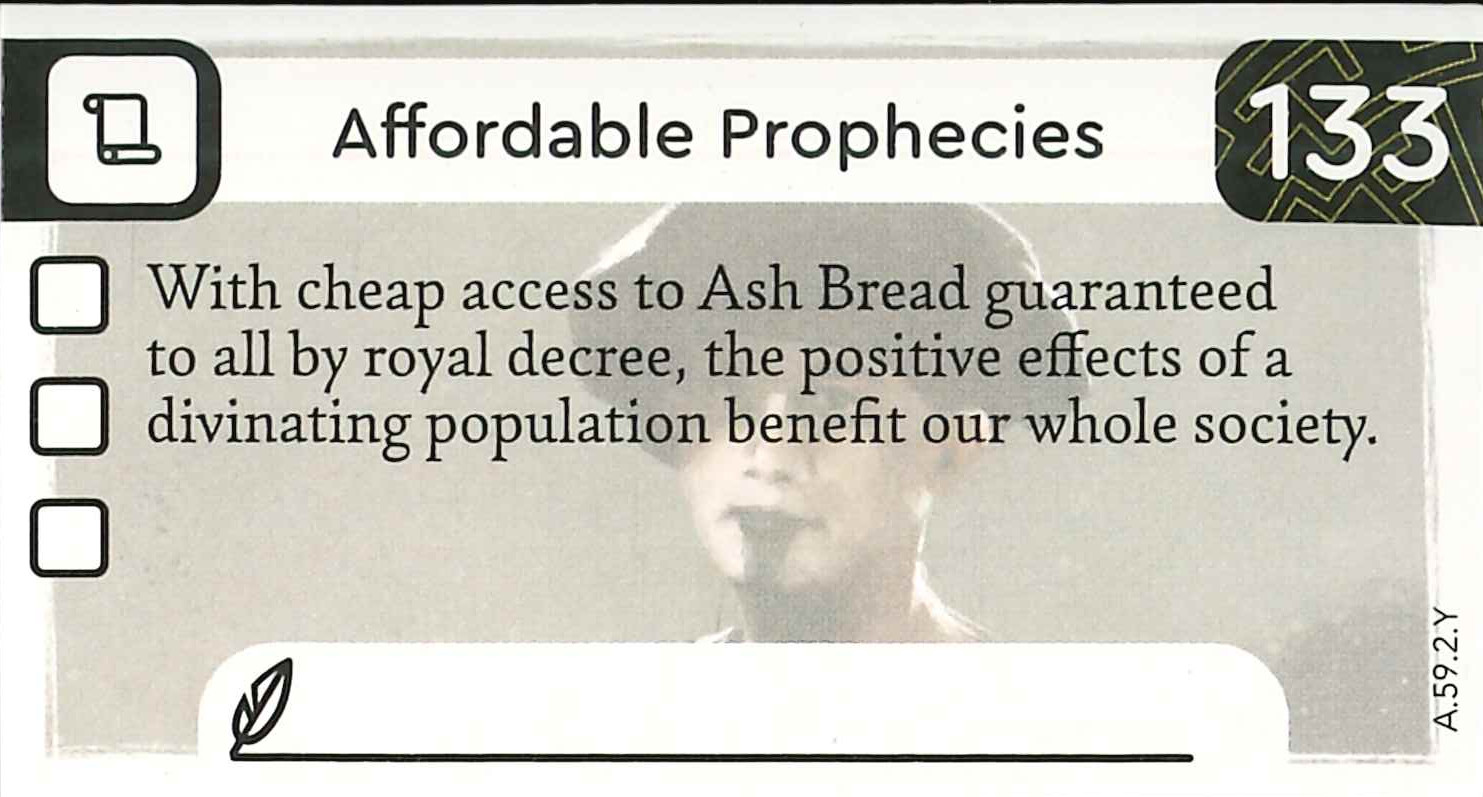 Affordable Prophecies
133
With cheap access to Ash Bread guaranteed
to all by royal decree, the positive effects of a
divinating population benefit our whole society.
A.59.2.Y